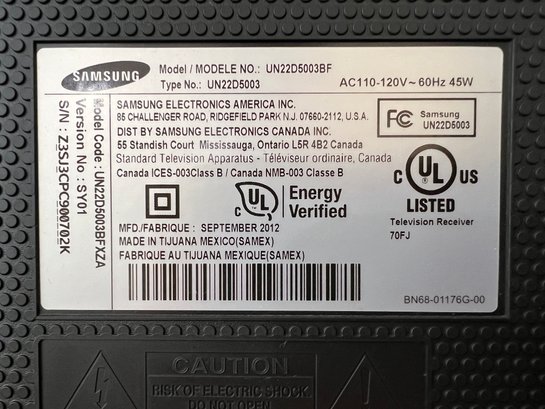 SAMSUNG
Model / MODELE NO.: UN22D5003BF
Type No.: UN22D5003
AC110-120V~ 60Hz 45W
Model Code : UN22D5003BFXZA
Version No : SY01
S/N : Z3SJ3CPC900702K
SAMSUNG ELECTRONICS AMERICA INC.
85 CHALLENGER ROAD, RIDGEFIELD PARK N.J. 07660-2112, U.S.A.
DIST BY SAMSUNG ELECTRONICS CANADA INC.
55 Standish Court Mississauga, Ontario L5R 4B2 Canada
Standard Television Apparatus - Téléviseur ordinaire, Canada
Canada ICES-003Class B / Canada NMB-003 Classe B
FC Samsung
UN22D5003
C UL US
LISTED
Television Receiver
70FJ
C UL
Energy
Verified
MFD./FABRIQUE : SEPTEMBER 2012
MADE IN TIJUANA MEXICO(SAMEX)
FABRIQUE AU TIJUANA MEXIQUE(SAMEX)
BN68-01176G-00
CAUTION
RISK OF ELECTRIC SHOCK
DO NOT OPEN